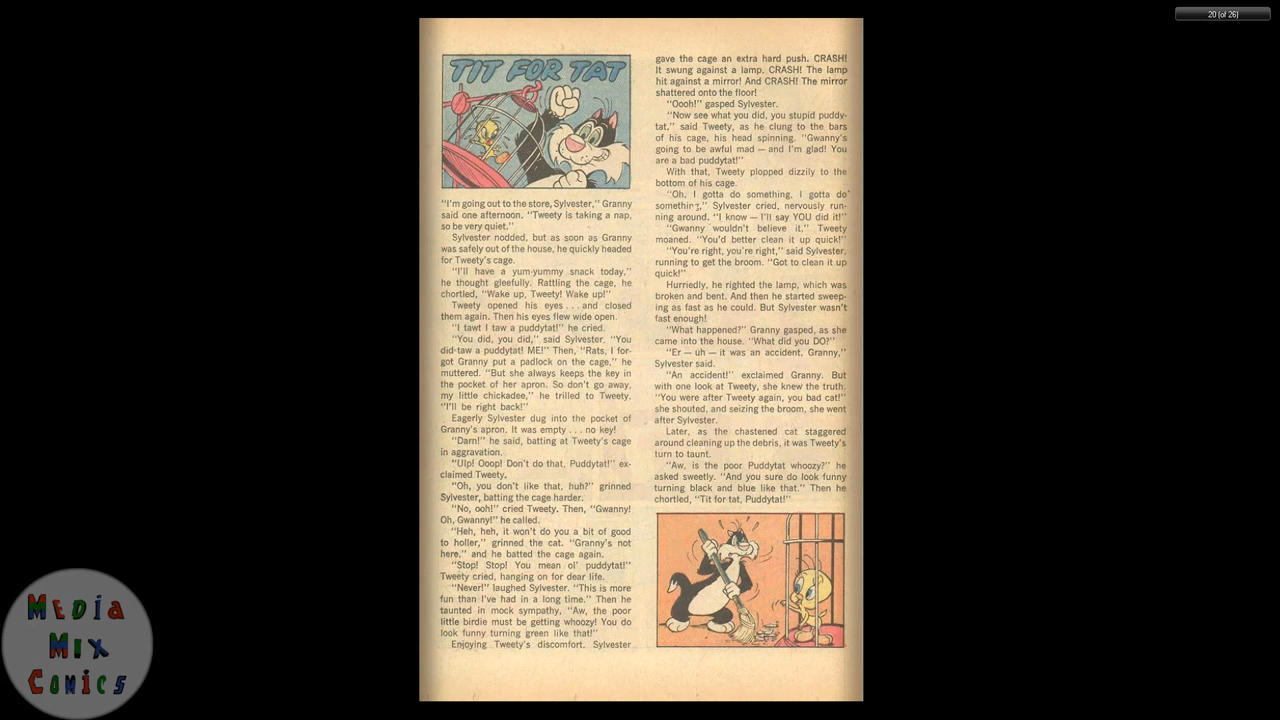 20 (of 26)
TIT FOR TAT
"I'm going out to the store, Sylvester," Granny
said one afternoon. "Tweety is taking a nap,
so be very quiet."
Sylvester nodded, but as soon as Granny
was safely out of the house, he quickly headed
for Tweety's cage.
"I'll have a yum-yummy snack today,"
he thought gleefully. Rattling the cage, he
chortled, "Wake up, Tweety! Wake up!"
Tweety opened his eyes . . . and closed
them again. Then his eyes flew wide open.
"I tawt I taw a puddytat!" he cried.
"You did, you did," said Sylvester. "You
did-taw a puddytat! ME!" Then, "Rats, I for-
got Granny put a padlock on the cage," he
muttered. "But she always keeps the key in
the pocket of her apron. So don't go away,
my little chickadee," he trilled to Tweety.
"I'll be right back!"
Eagerly Sylvester dug into the pocket of
Granny's apron. It was empty . . . no key!
"Darn!" he said, batting at Tweety's cage
in aggravation.
"Ulp! Ooop! Don't do that, Puddytat!" ex-
claimed Tweety.
"Oh, you don't like that, huh?" grinned
Sylvester, batting the cage harder.
"No, ooh!" cried Tweety. Then, "Gwanny!
Oh, Gwanny!" he called.
"Heh, heh, it won't do you a bit of good
to holler," grinned the cat. "Granny's not
here," and he batted the cage again.
"Stop! Stop! You mean ol' puddytat!"
Tweety cried, hanging on for dear life.
"Never!" laughed Sylvester. "This is more
fun than I've had in a long time." Then he
taunted in mock sympathy, "Aw, the poor
little birdie must be getting whoozy! You do
look funny turning green like that!"
Enjoying Tweety's discomfort, Sylvester
gave the cage an extra hard push. CRASH!
It swung against a lamp. CRASH! The lamp
hit against a mirror! And CRASH! The mirror
shattered onto the floor!
"Oooh!" gasped Sylvester.
"Now see what you did, you stupid puddy-
tat," said Tweety, as he clung to the bars
of his cage, his head spinning. "Gwanny's
going to be awful mad — and I'm glad! You
are a bad puddytat!"
With that, Tweety plopped dizzily to the
bottom of his cage.
"Oh, I gotta do something, I gotta do
something," Sylvester cried, nervously run-
ning around. "I know — I'll say YOU did it!"
"Gwanny wouldn't believe it," Tweety
moaned. "You'd better clean it up quick!"
"You're right, you're right," said Sylvester,
running to get the broom. "Got to clean it up
quick!"
Hurriedly, he righted the lamp, which was
broken and bent. And then he started sweep-
ing as fast as he could. But Sylvester wasn't
fast enough!
"What happened?" Granny gasped, as she
came into the house. "What did you DO?"
"Er — uh — it was an accident, Granny,"
Sylvester said.
"An accident!" exclaimed Granny. But
with one look at Tweety, she knew the truth.
"You were after Tweety again, you bad cat!"
she shouted, and seizing the broom, she went
after Sylvester.
Later, as the chastened cat staggered
around cleaning up the debris, it was Tweety's
turn to taunt.
"Aw, is the poor Puddytat whoozy?" he
asked sweetly. "And you sure do look funny
turning black and blue like that." Then he
chortled, "Tit for tat, Puddytat!"
MEDIA
MIX
COMICS